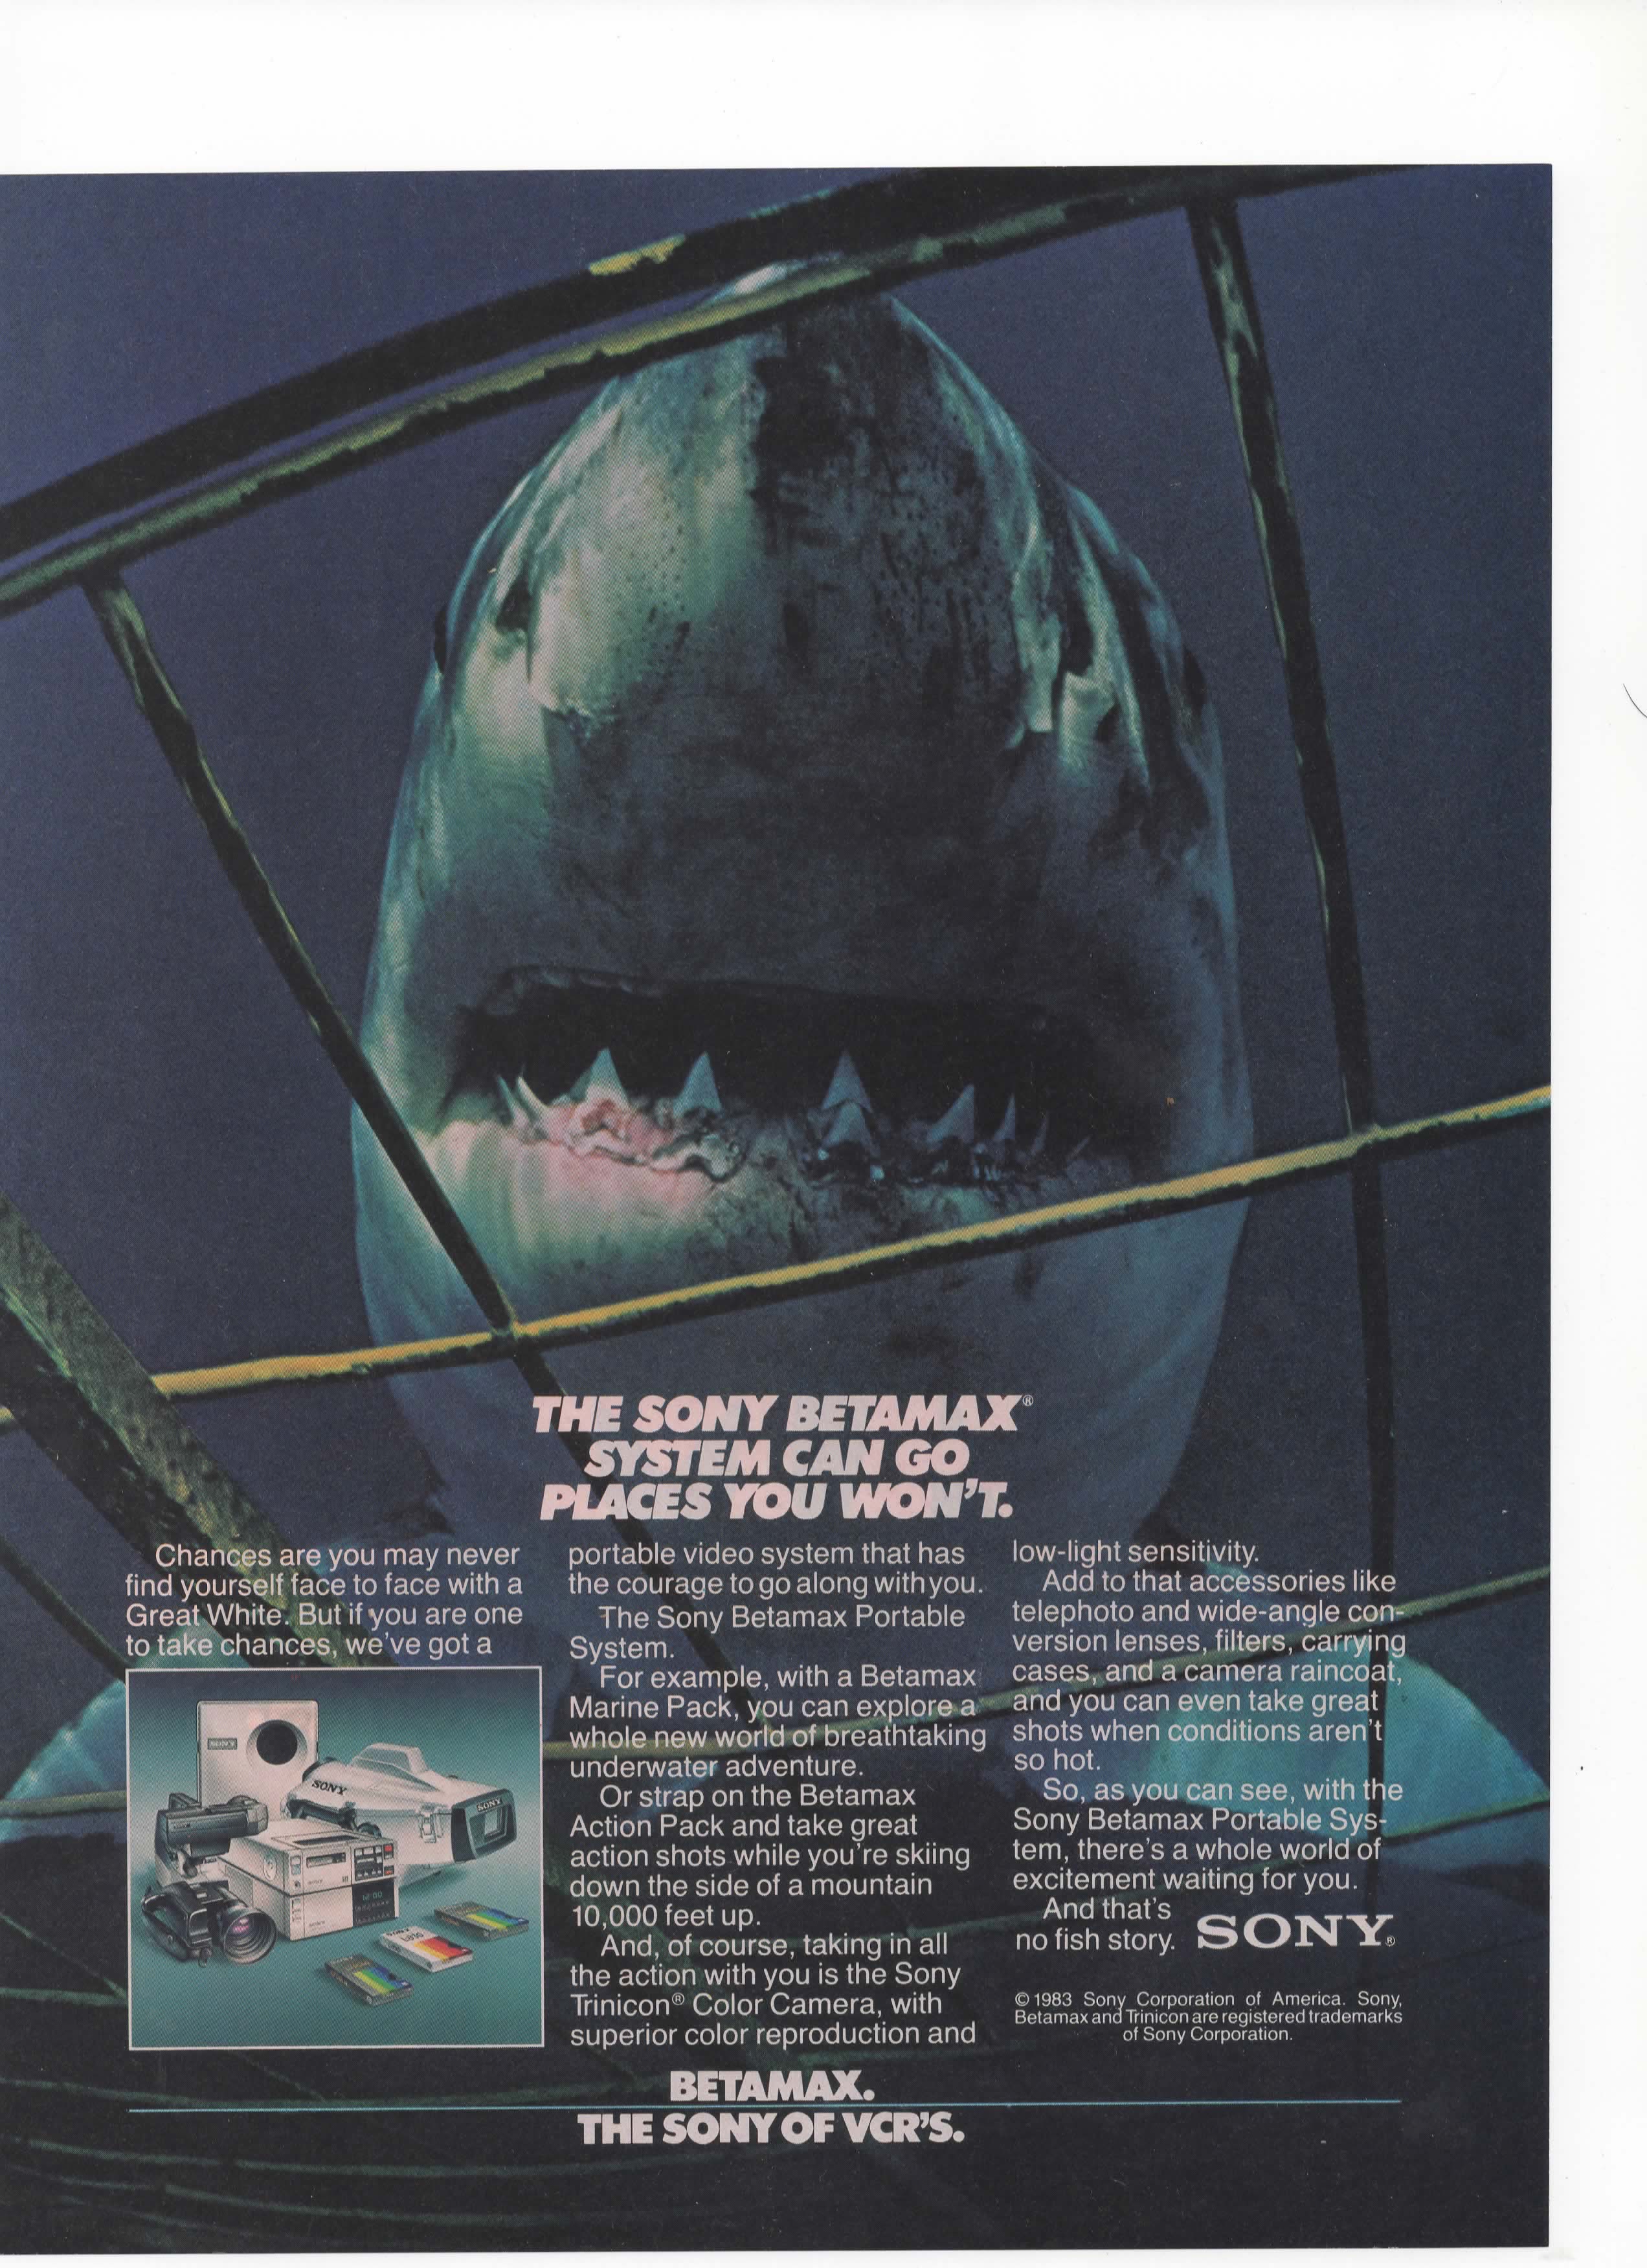 THE SONY BETAMAX®
SYSTEM CAN GO
PLACES YOU WON'T.
Chances are you may never
find yourself face to face with a
Great White. But if you are one
to take chances, we've got a
SONY
SONY
SONY
portable video system that has
the courage to go along with you.
The Sony Betamax Portable
System.
For example, with a Betamax
Marine Pack, you can explore a
whole new world of breathtaking
underwater adventure.
Or strap on the Betamax
Action Pack and take great
action shots while you're skiing
down the side of a mountain
10,000 feet up.
And, of course, taking in all
the action with you is the Sony
Trinicon® Color Camera, with
superior color reproduction and
low-light sensitivity.
Add to that accessories like
telephoto and wide-angle con-
version lenses, filters, carrying
cases, and a camera raincoat,
and you can even take great
shots when conditions aren't
so hot.
So, as you can see, with the
Sony Betamax Portable Sys-
tem, there's a whole world of
excitement waiting for you.
And that's
no fish story. SONY®
© 1983 Sony Corporation of America. Sony,
Betamax and Trinicon are registered trademarks
of Sony Corporation.
BETAMAX.
THE SONY OF VCR'S.